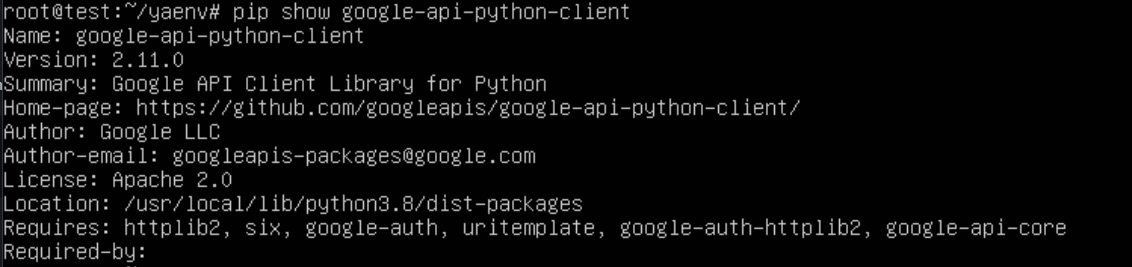 root@test:~/yaenv# pip show google-api-python-client
Name: google-api-python-client
Version: 2.11.0
Summary: Google API Client Library for Python
Home-page: https://github.com/googleapis/google-api-python-client/
Author: Google LLC
Author-email: googleapis-packages@google.com
License: Apache 2.0
Location: /usr/local/lib/python3.8/dist-packages
Requires: httplib2, six, google-auth, uritemplate, google-auth-httplib2, google-api-core
Required-by: